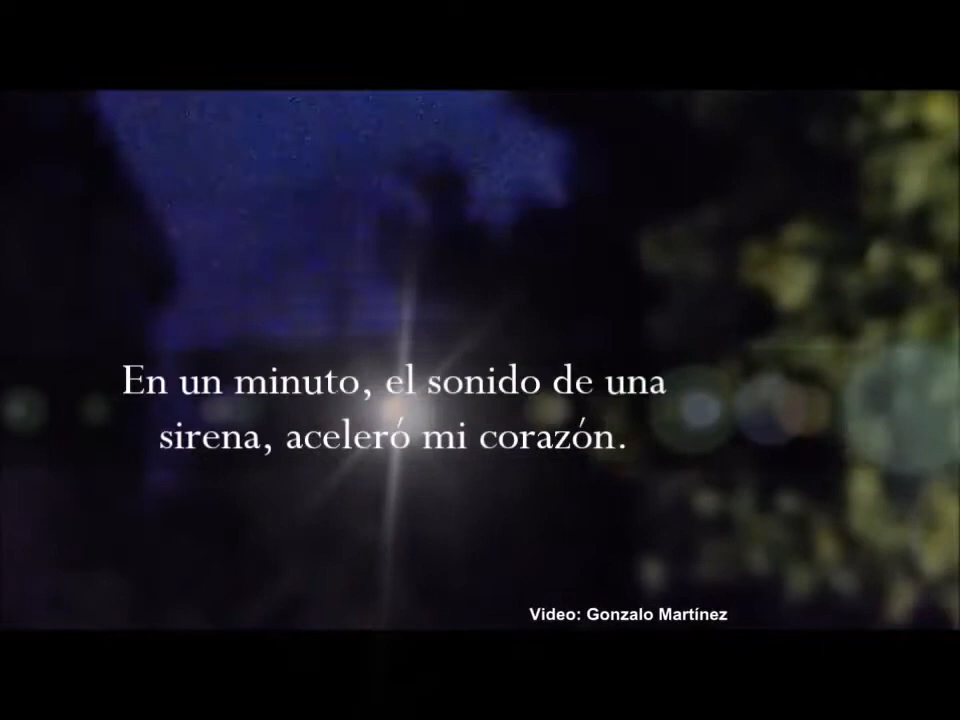 En un minuto, el sonido de una
sirena, aceleró mi corazón.
Video: Gonzalo Martínez